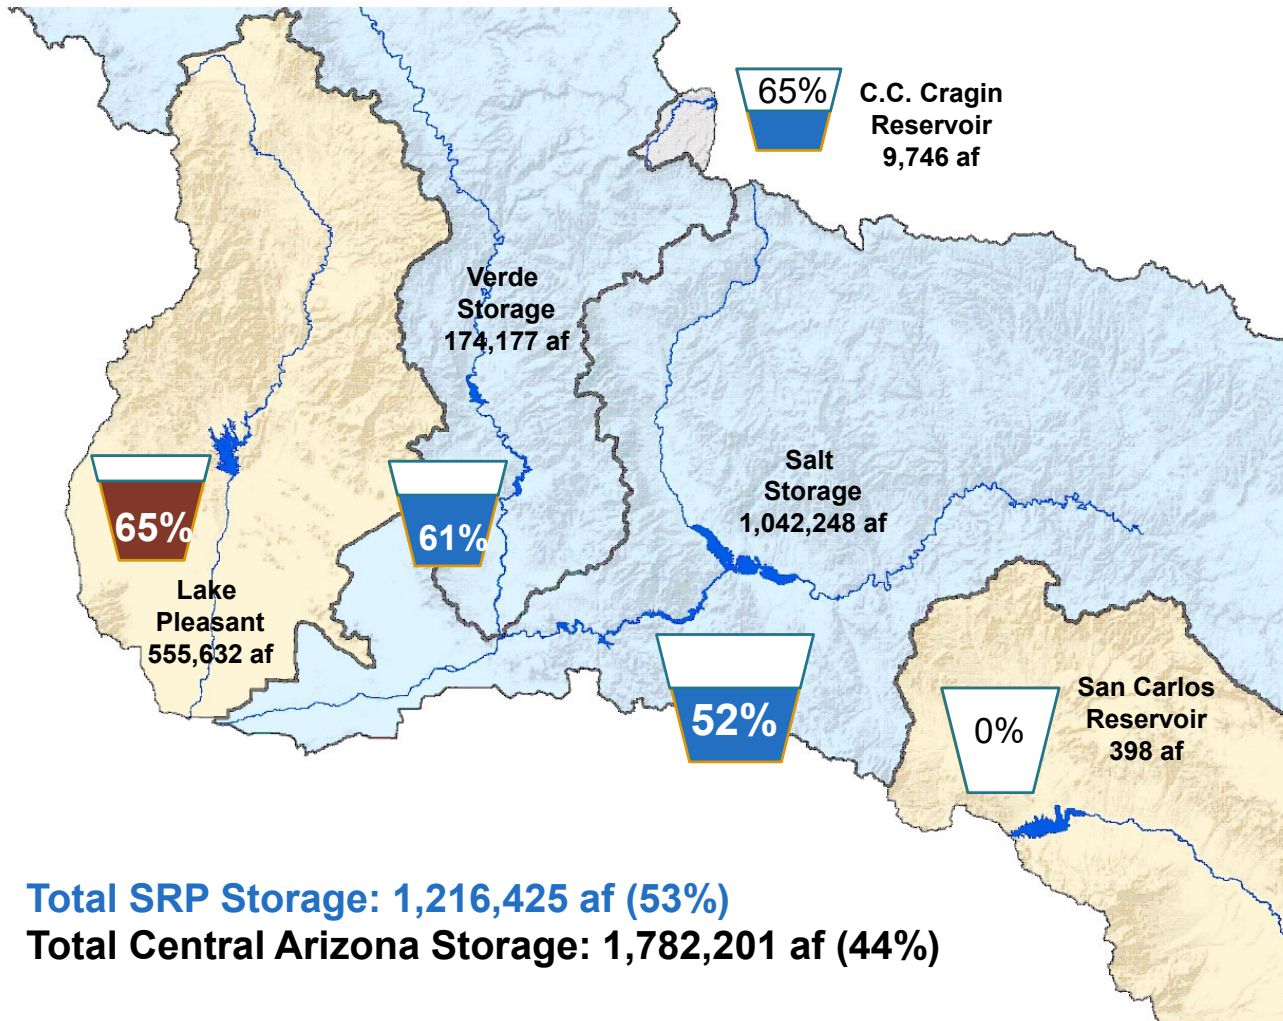 65%
C.C. Cragin
Reservoir
9,746 af
Verde
Storage
174,177 af
65%
61%
Salt
Storage
1,042,248 af
Lake
Pleasant
555,632 af
52%
0%
San Carlos
Reservoir
398 af
Total SRP Storage: 1,216,425 af (53%)
Total Central Arizona Storage: 1,782,201 af (44%)